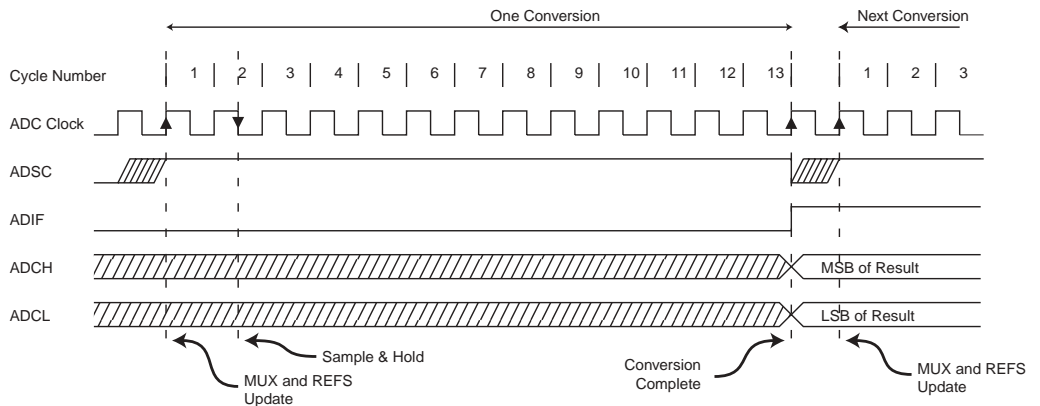 One Conversion
Next Conversion
Cycle Number
1 2 3 4 5 6 7 8 9 10 11 12 13 1 2 3
ADC Clock
ADSC
ADIF
ADCH
MSB of Result
ADCL
LSB of Result
Sample & Hold
MUX and REFS
Update
Conversion
Complete
MUX and REFS
Update